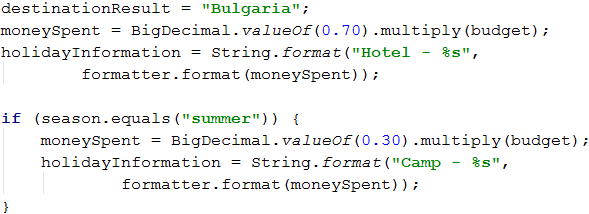 destinationResult = "Bulgaria";
moneySpent = BigDecimal.valueOf(0.70).multiply(budget);
holidayInformation = String.format("Hotel - %s",
        formatter.format(moneySpent));

if (season.equals("summer")) {
    moneySpent = BigDecimal.valueOf(0.30).multiply(budget);
    holidayInformation = String.format("Camp - %s",
            formatter.format(moneySpent));
}